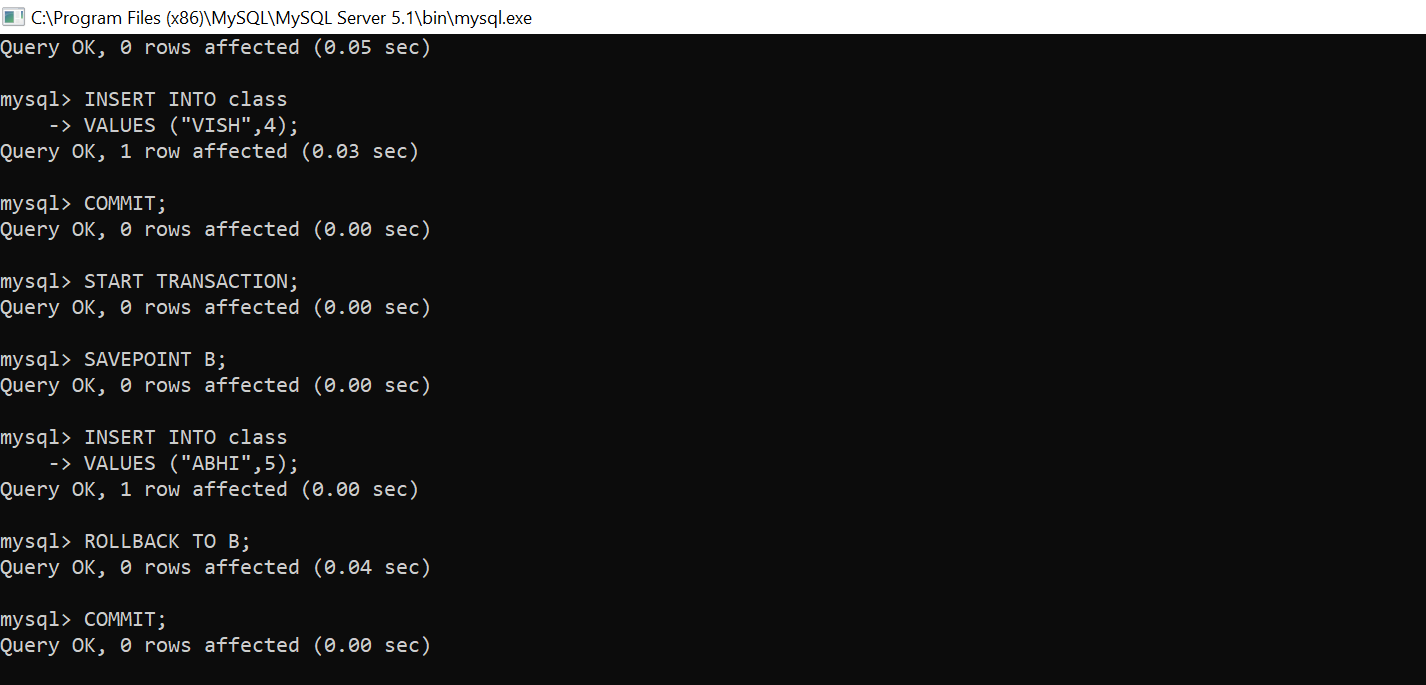 C:\Program Files (x86)\MySQL\MySQL Server 5.1\bin\mysql.exe
Query OK, 0 rows affected (0.05 sec)
mysql> INSERT INTO class
    -> VALUES ("VISH",4);
Query OK, 1 row affected (0.03 sec)
mysql> COMMIT;
Query OK, 0 rows affected (0.00 sec)
mysql> START TRANSACTION;
Query OK, 0 rows affected (0.00 sec)
mysql> SAVEPOINT B;
Query OK, 0 rows affected (0.00 sec)
mysql> INSERT INTO class
    -> VALUES ("ABHI",5);
Query OK, 1 row affected (0.00 sec)
mysql> ROLLBACK TO B;
Query OK, 0 rows affected (0.04 sec)
mysql> COMMIT;
Query OK, 0 rows affected (0.00 sec)